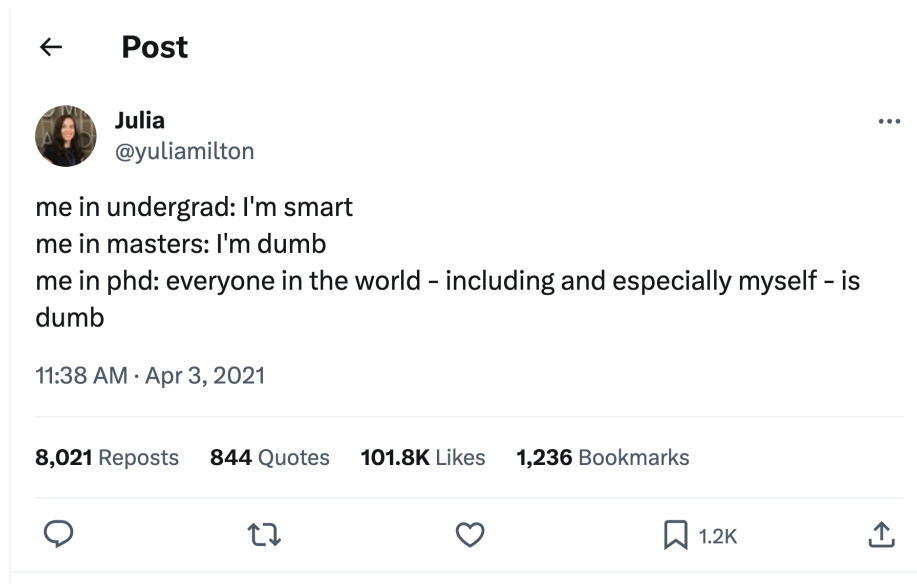 Post
Julia
@yuliamilton
me in undergrad: I'm smart
me in masters: I'm dumb
me in phd: everyone in the world - including and especially myself - is
dumb
11:38 AM · Apr 3, 2021
8,021 Reposts 844 Quotes 101.8K Likes 1,236 Bookmarks
1.2K